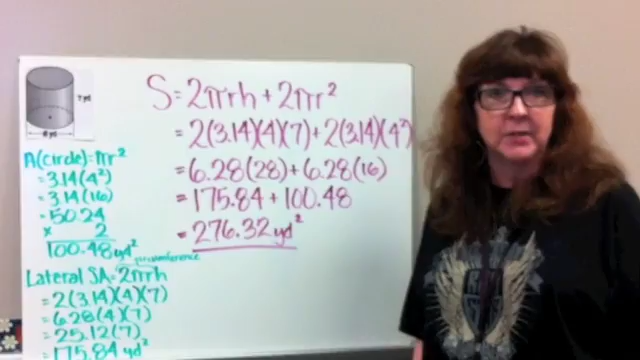 7 yd
8 yd
A(circle)=πr²
=3.14(4²)
=3.14(16)
=50.24
× 2
100.48 yd²
circumference
Lateral SA=2πrh
=2(3.14)(4)(7)
=6.28(4)(7)
=25.12(7)
=175.84 yd²
S=2πrh+2πr²
=2(3.14)(4)(7)+2(3.14)(4²)
=6.28(28)+6.28(16)
=175.84+100.48
=276.32 yd²